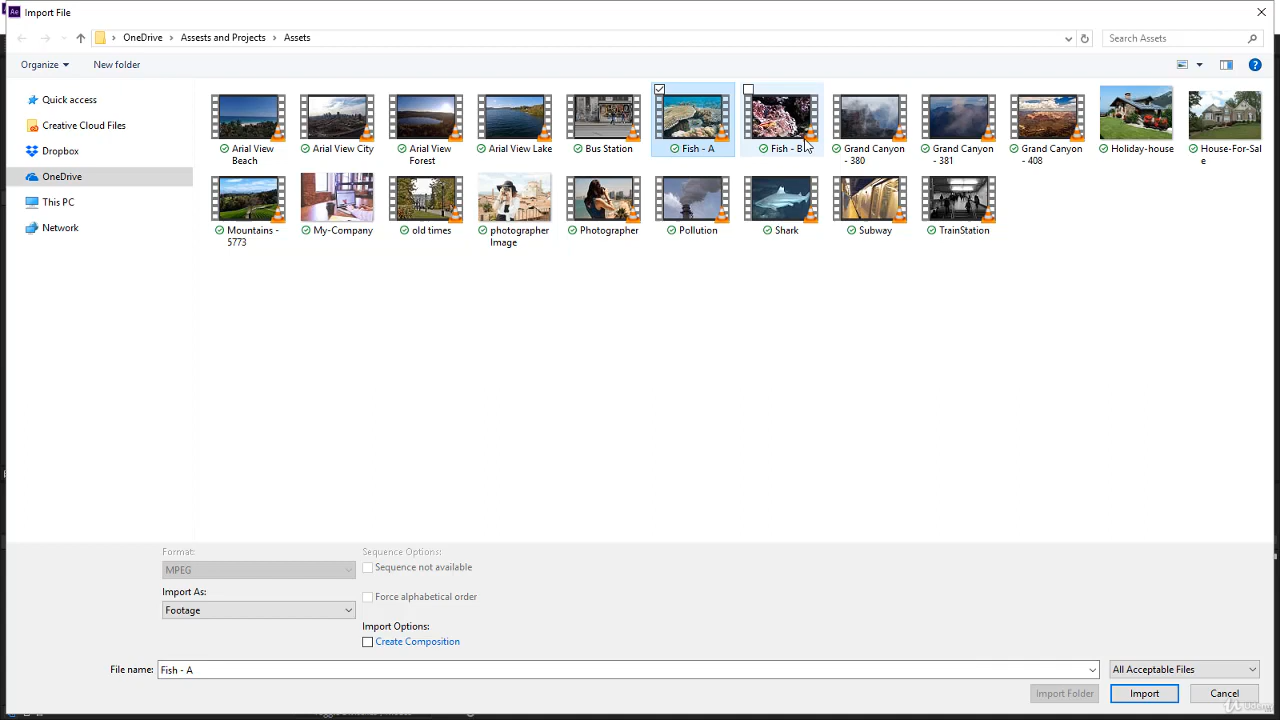 Ae Import File
OneDrive > Assests and Projects > Assets
Search Assets
Organize
New folder
Quick access
Creative Cloud Files
Dropbox
OneDrive
This PC
Network
Arial View Beach
Arial View City
Arial View Forest
Arial View Lake
Bus Station
Fish - A
Fish - B
Grand Canyon - 380
Grand Canyon - 381
Grand Canyon - 408
Holiday-house
House-For-Sale
Mountains - 5773
My-Company
old times
photographer Image
Photographer
Pollution
Shark
Subway
TrainStation
Format:
MPEG
Import As:
Footage
Sequence Options:
Sequence not available
Force alphabetical order
Import Options:
Create Composition
File name: Fish - A
All Acceptable Files
Import Folder
Import
Cancel
Udemy